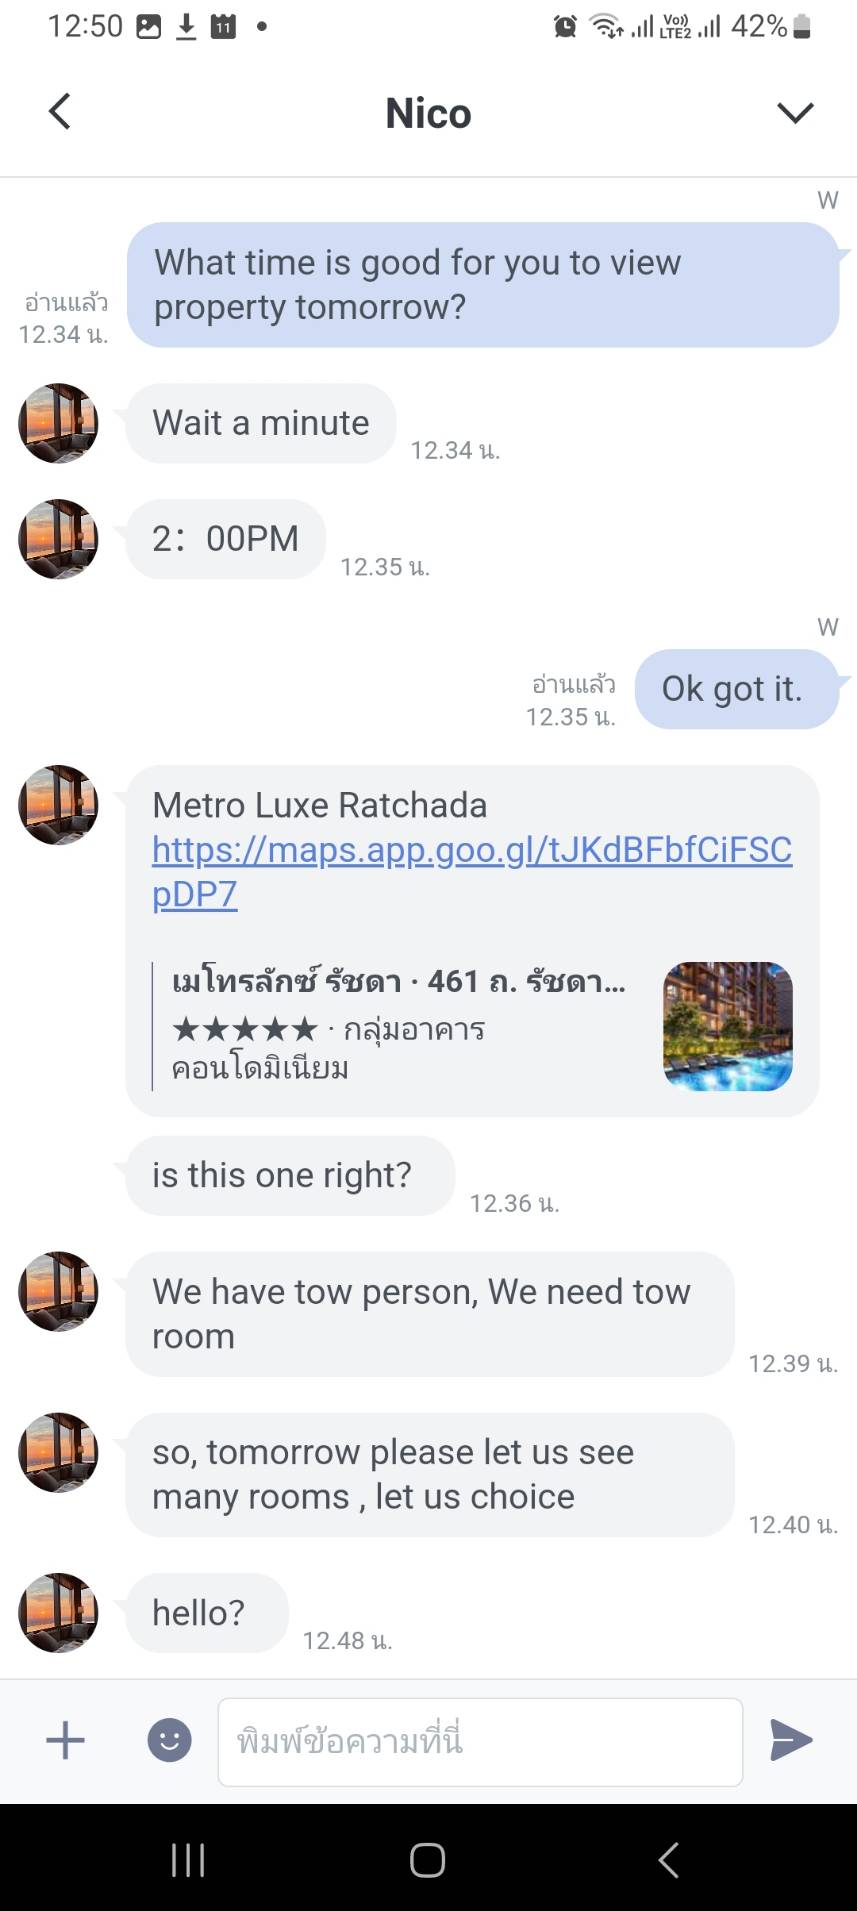 12:50
11
Vo))
LTE2
42%
Nico
W
What time is good for you to view
property tomorrow?
อ่านแล้ว
12.34 น.
Wait a minute
12.34 น.
2： 00PM
12.35 น.
W
อ่านแล้ว
12.35 น.
Ok got it.
Metro Luxe Ratchada
https://maps.app.goo.gl/tJKdBFbfCiFSC
pDP7
เมโทรลักซ์ รัชดา · 461 ถ. รัชดา...
★★★★★ · กลุ่มอาคาร
คอนโดมิเนียม
is this one right?
12.36 น.
We have tow person, We need tow
room
12.39 น.
so, tomorrow please let us see
many rooms , let us choice
12.40 น.
hello?
12.48 น.
พิมพ์ข้อความที่นี่